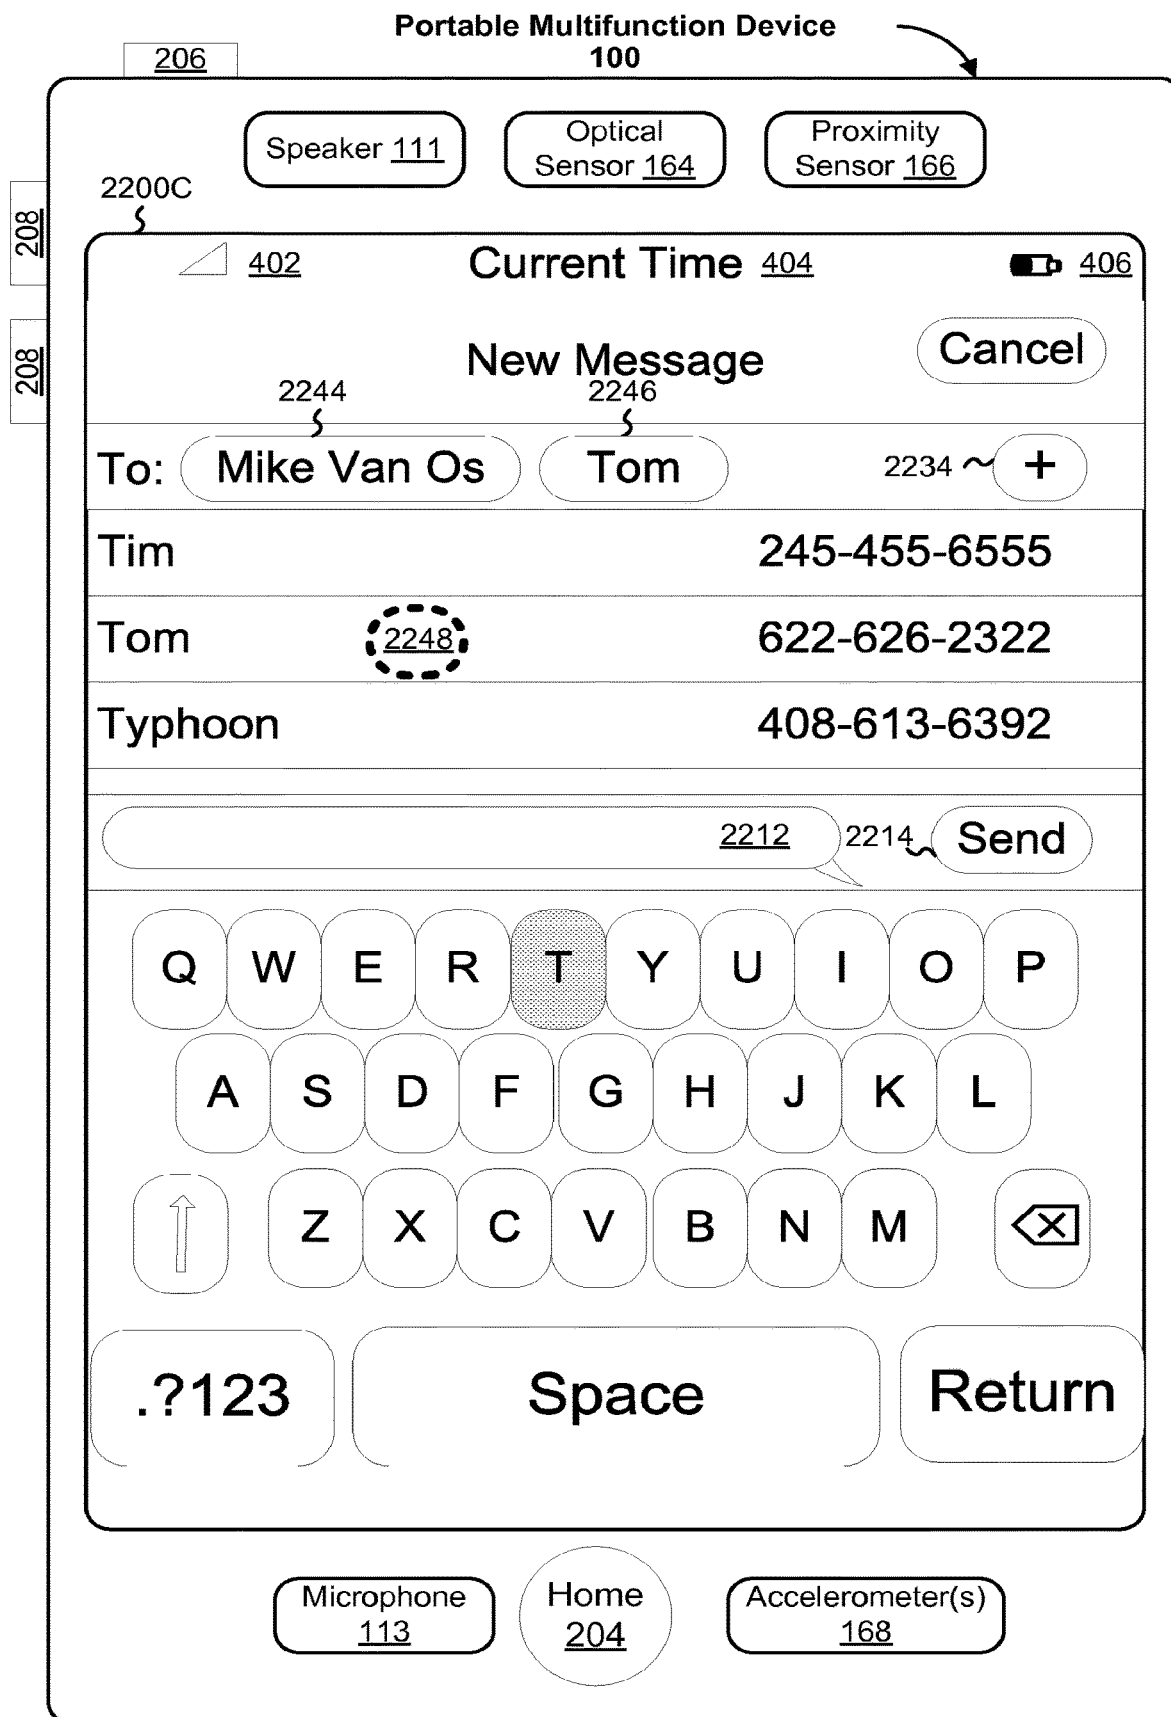 Portable Multifunction Device
100
206
Speaker 111
Optical
Sensor 164
Proximity
Sensor 166
2200C
208
402
Current Time 404
406
208
New Message
Cancel
2244
2246
To:
Mike Van Os
Tom
2234
+
Tim 245-455-6555
Tom 2248 622-626-2322
Typhoon 408-613-6392
2212
2214
Send
Q W E R T Y U I O P
A S D F G H J K L
Z X C V B N M
.?123
Space
Return
Microphone
113
Home
204
Accelerometer(s)
168